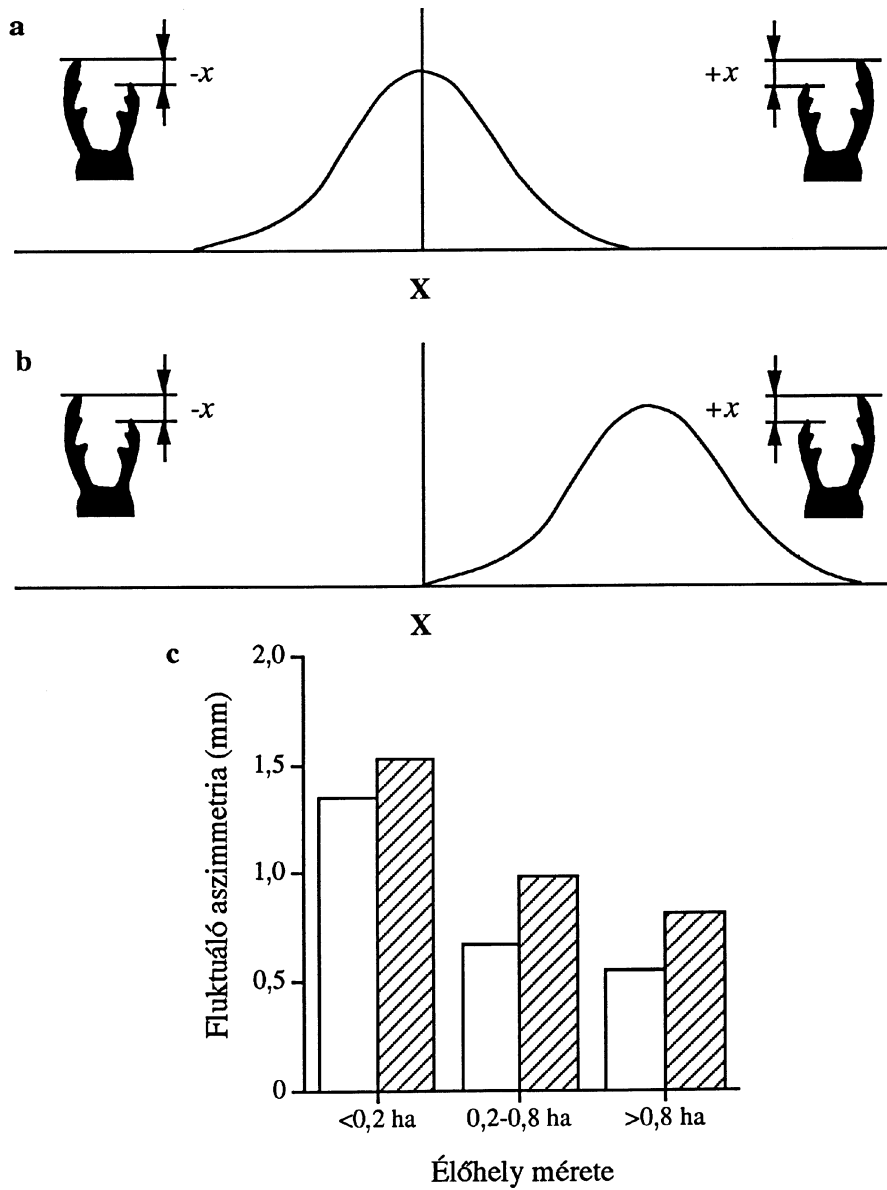 a
-x
+x
X
b
-x
+x
X
c
Fluktuáló aszimmetria (mm)
2,0
1,5
1,0
0,5
0
<0,2 ha
0,2-0,8 ha
>0,8 ha
Élőhely mérete